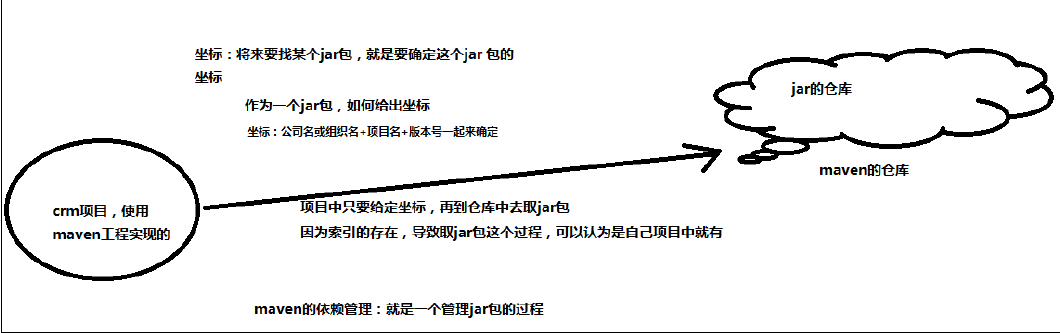 坐标：将来要找某个jar包，就是要确定这个jar 包的
坐标
作为一个jar包，如何给出坐标
坐标：公司名或组织名+项目名+版本号一起来确定
jar的仓库
maven的仓库
crm项目，使用
maven工程实现的
项目中只要给定坐标，再到仓库中去取jar包
因为索引的存在，导致取jar包这个过程，可以认为是自己项目中就有
maven的依赖管理：就是一个管理jar包的过程